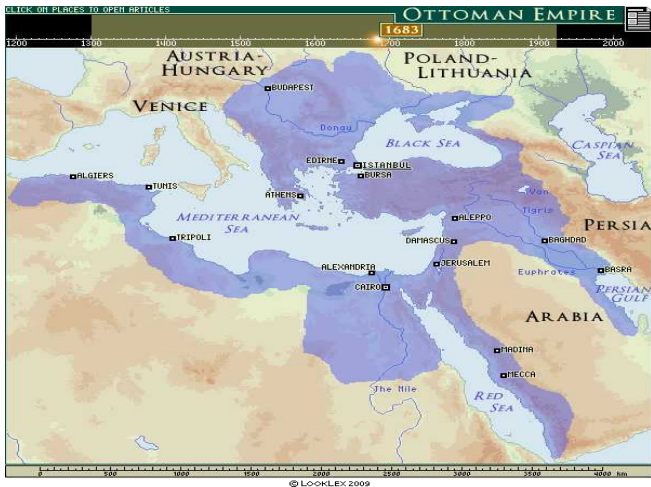 CLICK ON PLACES TO OPEN ARTICLES
OTTOMAN EMPIRE
1683
1200 1300 1400 1500 1600 1700 1800 1900 2000
AUSTRIA-
HUNGARY
POLAND-
LITHUANIA
BUDAPEST
VENICE
Donau
BLACK SEA
CASPIAN
SEA
EDIRNE
ISTANBUL
BURSA
ALGIERS
TUNIS
ATHENS
Van
Tigris
MEDITERRANEAN
SEA
ALEPPO
PERSIA
TRIPOLI
DAMASCUS
BAGHDAD
JERUSALEM
ALEXANDRIA
Euphrates
BASRA
CAIRO
PERSIAN
GULF
ARABIA
MADINA
MECCA
The Nile
RED
SEA
0 500 1000 1500 2000 2500 3000 3500 4000 km
© LOOKLEX 2009